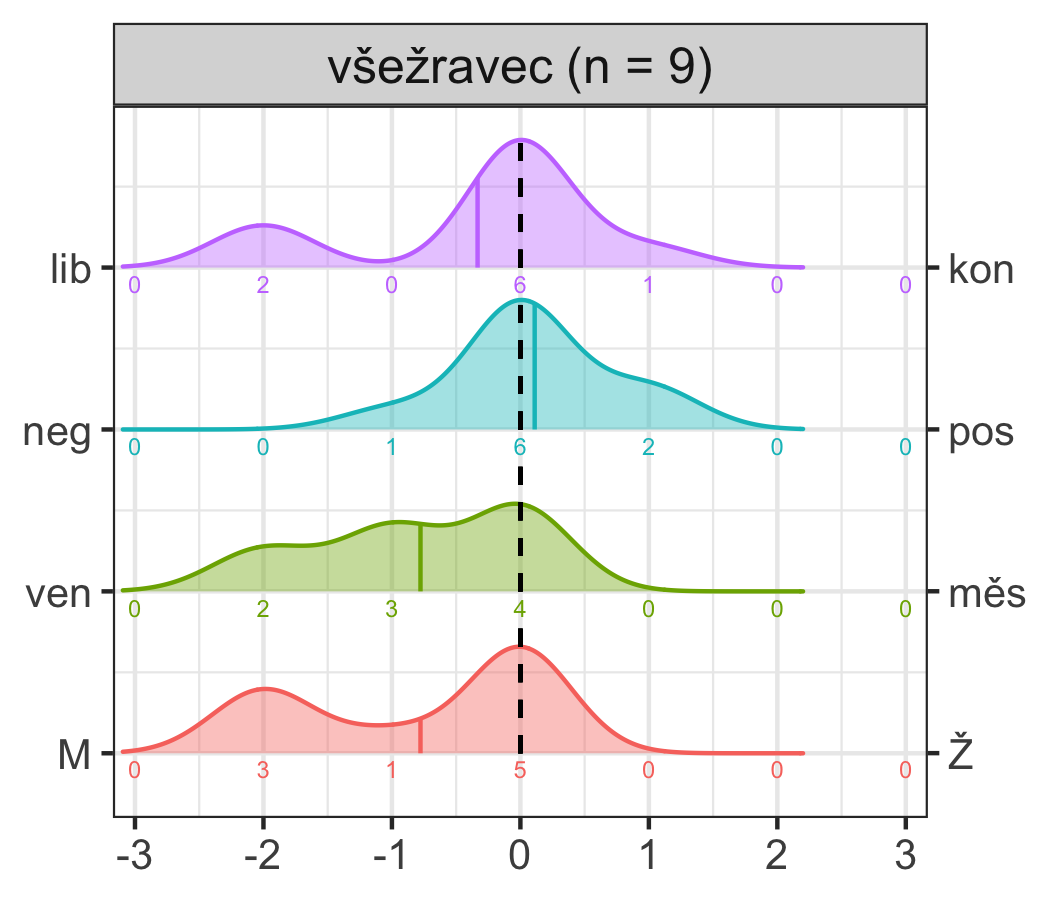 všežravec (n = 9)
lib kon
0 2 0 6 1 0 0
neg pos
0 0 1 6 2 0 0
ven měs
0 2 3 4 0 0 0
M Ž
0 3 1 5 0 0 0
-3 -2 -1 0 1 2 3